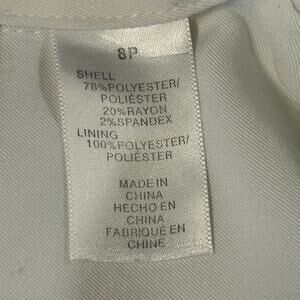 8P
SHELL
78%POLYESTER/
POLIÉSTER
20%RAYON
2%SPANDEX
LINING
100%POLYESTER/
POLIÉSTER
MADE IN
CHINA
HECHO EN
CHINA
FABRIQUÉ EN
CHINE